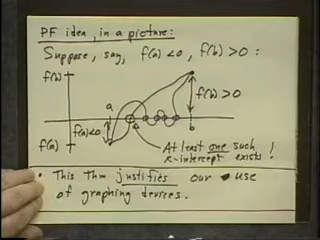 PF idea, in a picture:
Suppose, say, f(a) < 0, f(b) > 0 :
f(b)
a
f(b) > 0
f(a) < 0
b
f(a)
At least one such
x-intercept exists!
• This Thm justifies our use
of graphing devices.